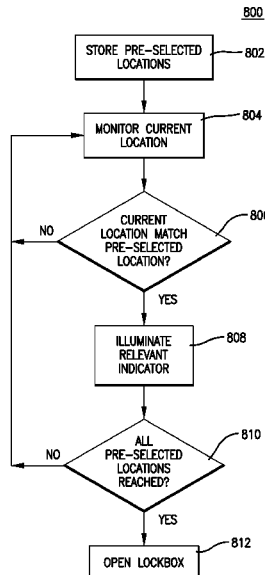 800
STORE PRE-SELECTED
LOCATIONS
802
MONITOR CURRENT
LOCATION
804
CURRENT
LOCATION MATCH
PRE-SELECTED
LOCATION?
NO
YES
ILLUMINATE
RELEVANT
INDICATOR
808
ALL
PRE-SELECTED
LOCATIONS
REACHED?
810
NO
YES
OPEN LOCKBOX
812